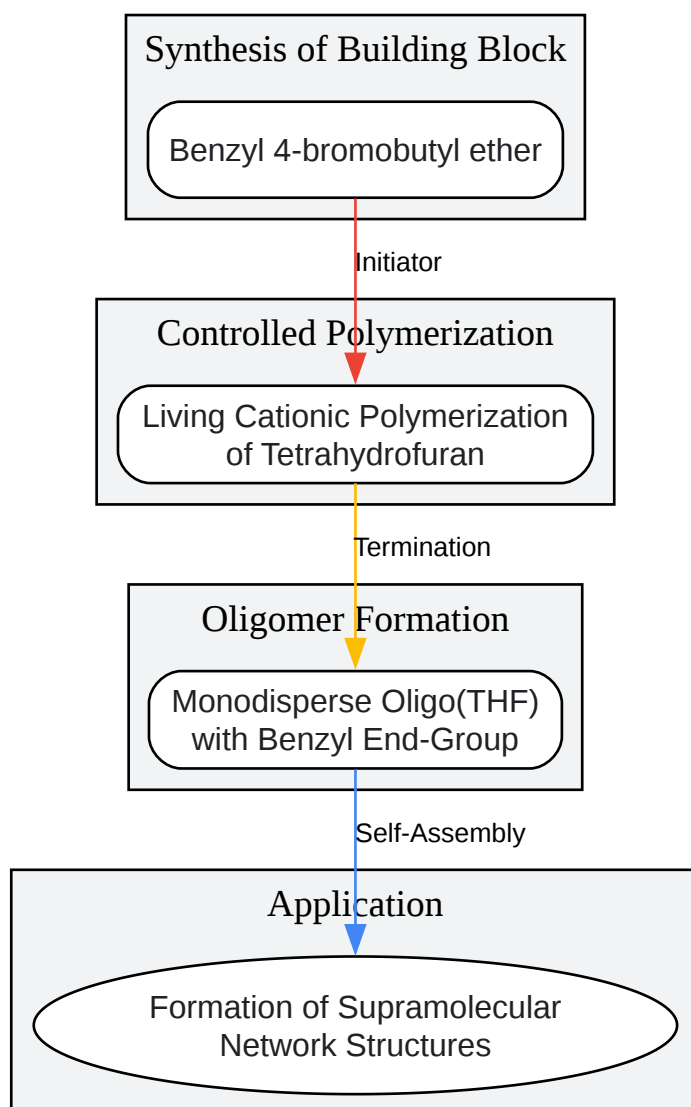 Synthesis of Building Block
Benzyl 4-bromobutyl ether
Initiator
Controlled Polymerization
Living Cationic Polymerization
of Tetrahydrofuran
Termination
Oligomer Formation
Monodisperse Oligo(THF)
with Benzyl End-Group
Self-Assembly
Application
Formation of Supramolecular
Network Structures